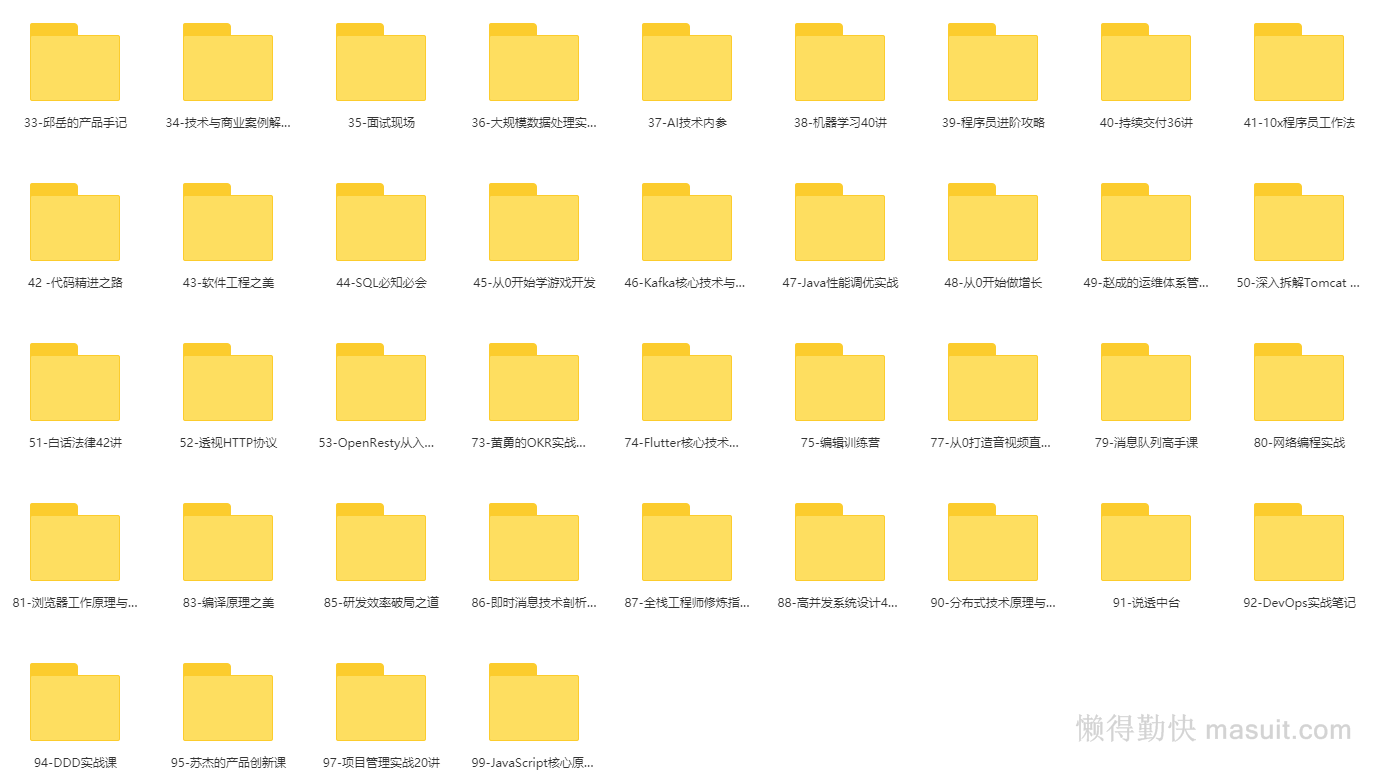 33-邱岳的产品手记
34-技术与商业案例解...
35-面试现场
36-大规模数据处理实...
37-AI技术内参
38-机器学习40讲
39-程序员进阶攻略
40-持续交付36讲
41-10x程序员工作法
42 -代码精进之路
43-软件工程之美
44-SQL必知必会
45-从0开始学游戏开发
46-Kafka核心技术与...
47-Java性能调优实战
48-从0开始做增长
49-赵成的运维体系管...
50-深入拆解Tomcat ...
51-白话法律42讲
52-透视HTTP协议
53-OpenResty从入...
73-黄勇的OKR实战...
74-Flutter核心技术...
75-编辑训练营
77-从0打造音视频直...
79-消息队列高手课
80-网络编程实战
81-浏览器工作原理与...
83-编译原理之美
85-研发效率破局之道
86-即时消息技术剖析...
87-全栈工程师修炼指...
88-高并发系统设计4...
90-分布式技术原理与...
91-说透中台
92-DevOps实战笔记
94-DDD实战课
95-苏杰的产品创新课
97-项目管理实战20讲
99-JavaScript核心原...
懒得勤快 masuit.com